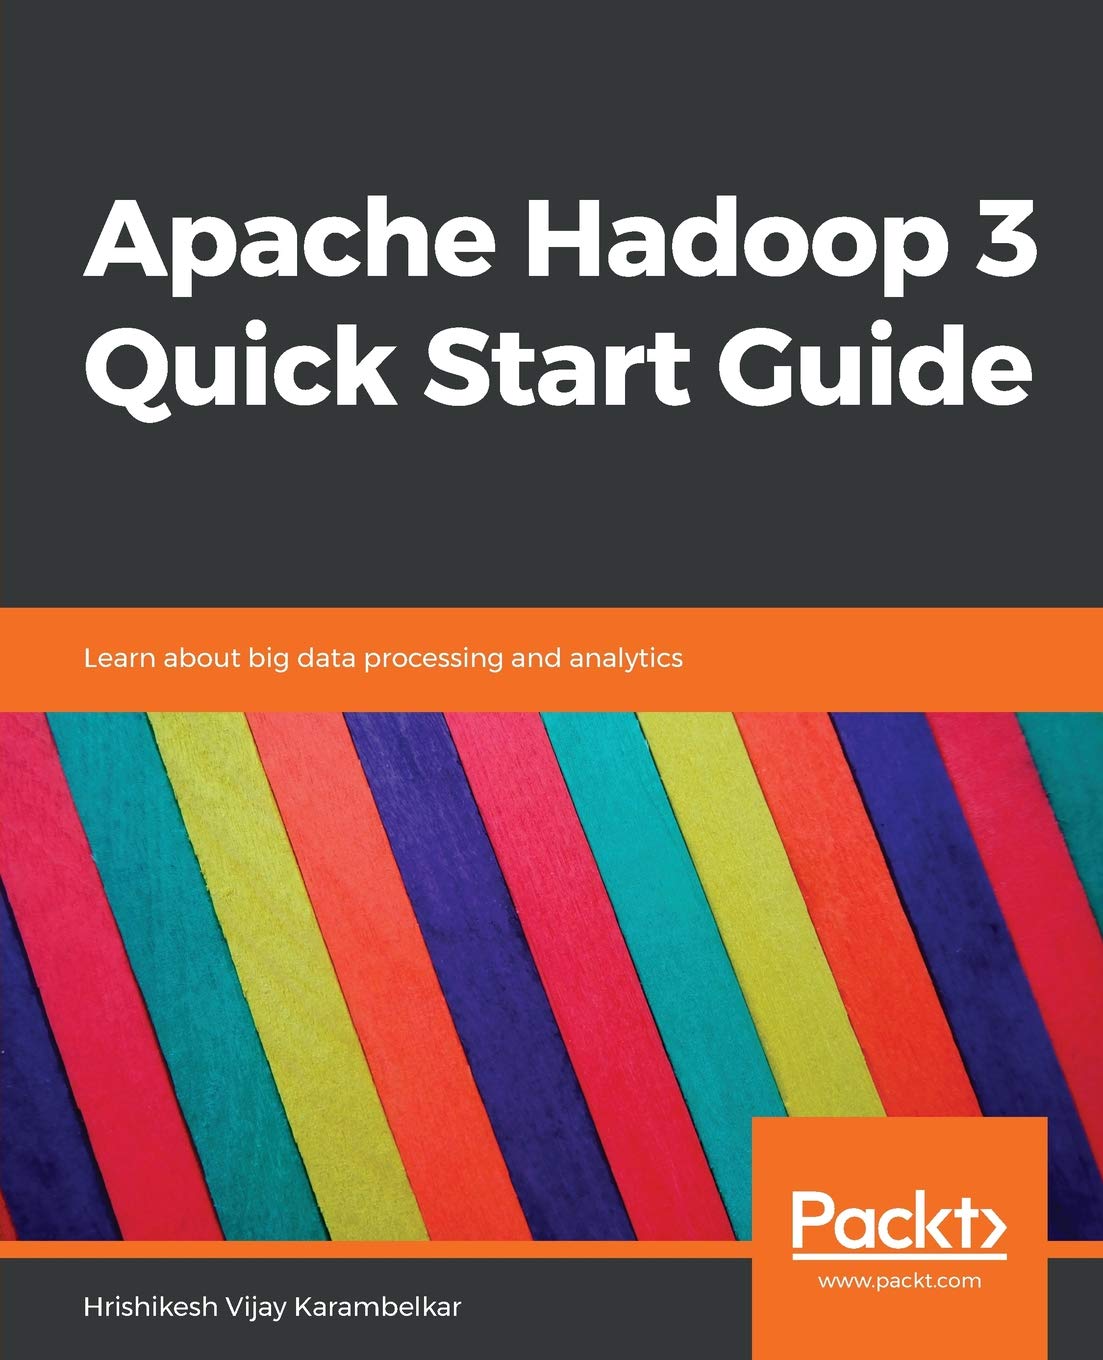 Apache Hadoop 3
Quick Start Guide
Learn about big data processing and analytics
Packt>
www.packt.com
Hrishikesh Vijay Karambelkar